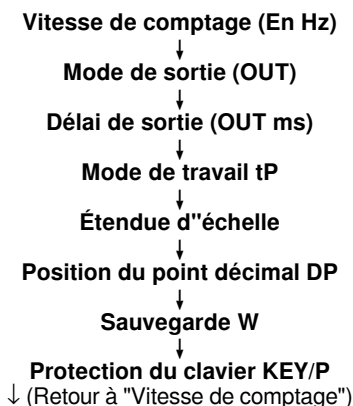 Vitesse de comptage (En Hz)
↓
Mode de sortie (OUT)
↓
Délai de sortie (OUT ms)
↓
Mode de travail tP
↓
Étendue d"échelle
↓
Position du point décimal DP
↓
Sauvegarde W
↓
Protection du clavier KEY/P
↓ (Retour à "Vitesse de comptage")